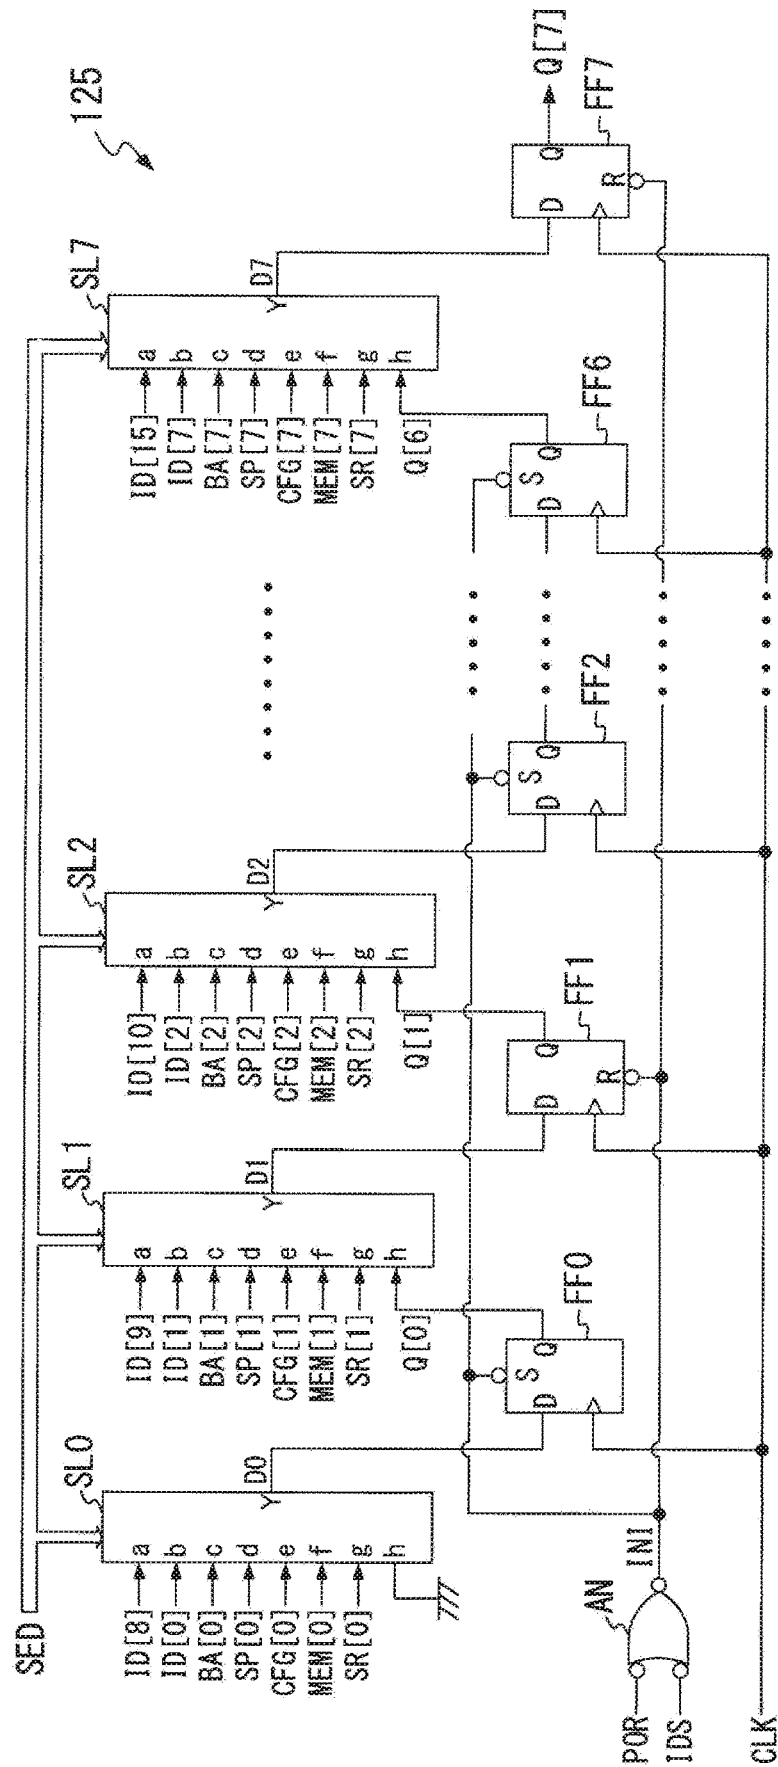 125
SED
SL0
ID[8] a
ID[0] b
BA[0] c
SP[0] d
CFG[0] e
MEM[0] f
SR[0] g
h
Y D0
SL1
ID[9] a
ID[1] b
BA[1] c
SP[1] d
CFG[1] e
MEM[1] f
SR[1] g
Q[0] h
Y D1
SL2
ID[10] a
ID[2] b
BA[2] c
SP[2] d
CFG[2] e
MEM[2] f
SR[2] g
Q[1] h
Y D2
SL7
ID[15] a
ID[7] b
BA[7] c
SP[7] d
CFG[7] e
MEM[7] f
SR[7] g
Q[6] h
Y D7
D S Q FF0
D Q R FF1
D S Q FF2
D S Q FF6
D Q R FF7
Q[7]
POR
IDS
AN
INI
CLK